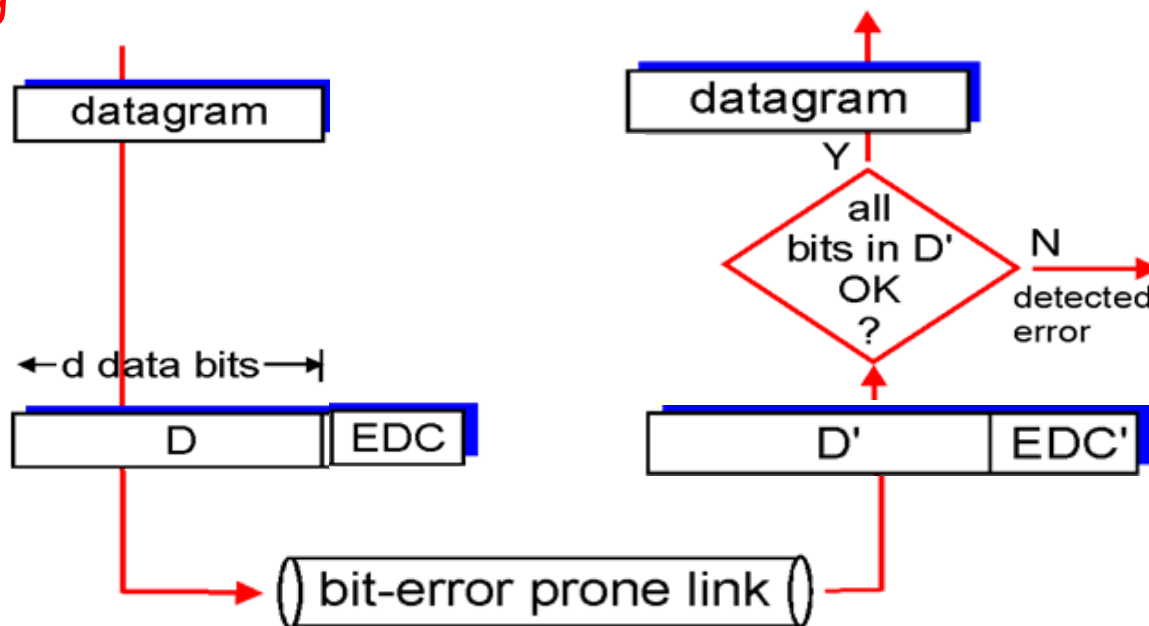 datagram
d data bits
D EDC
bit-error prone link
datagram
Y
all
bits in D'
OK
?
N
detected
error
D' EDC'